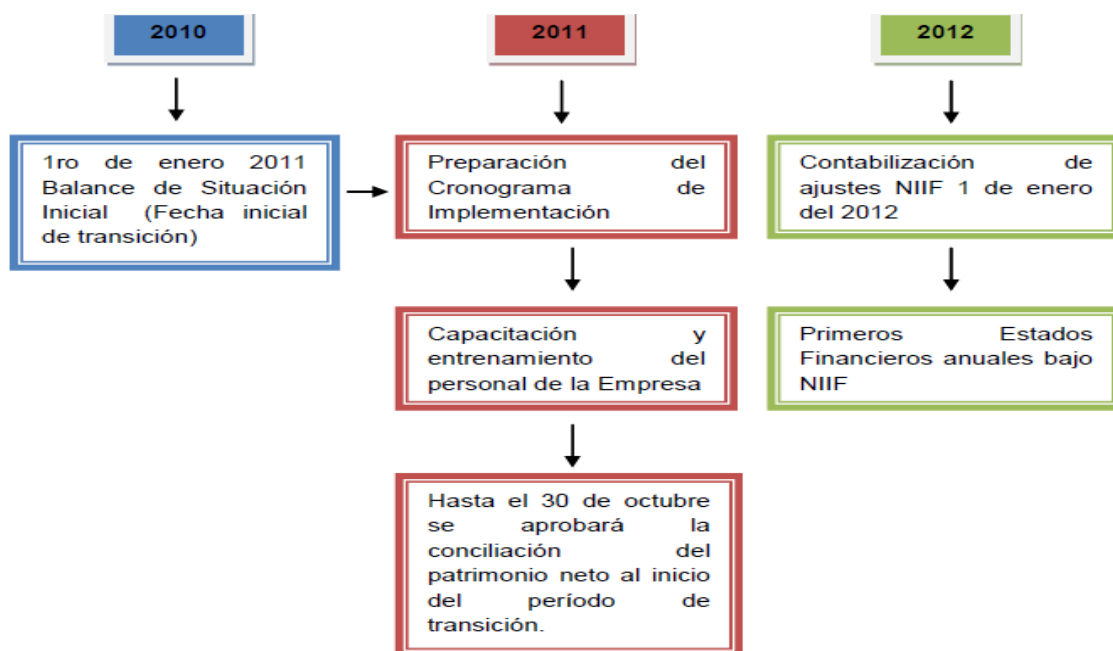 2010
1ro de enero 2011
Balance de Situación
Inicial (Fecha inicial
de transición)
2011
Preparación del
Cronograma de
Implementación
Capacitación y
entrenamiento del
personal de la Empresa
Hasta el 30 de octubre
se aprobará la
conciliación del
patrimonio neto al inicio
del período de
transición.
2012
Contabilización de
ajustes NIIF 1 de enero
del 2012
Primeros Estados
Financieros anuales bajo
NIIF